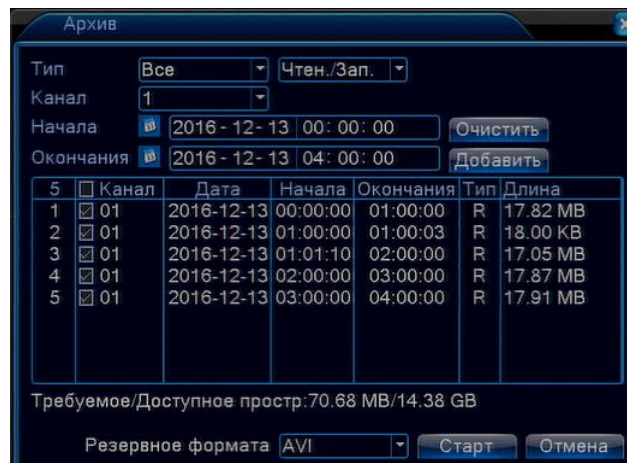 Архив
Тип Все Чтен./Зап.
Канал 1
Начала 2016 - 12 - 13 00: 00: 00 Очистить
Окончания 2016 - 12 - 13 04: 00: 00 Добавить
5 Канал Дата Начала Окончания Тип Длина
1 01 2016-12-13 00:00:00 01:00:00 R 17.82 MB
2 01 2016-12-13 01:00:00 01:00:03 R 18.00 KB
3 01 2016-12-13 01:01:10 02:00:00 R 17.05 MB
4 01 2016-12-13 02:00:00 03:00:00 R 17.87 MB
5 01 2016-12-13 03:00:00 04:00:00 R 17.91 MB
Требуемое/Доступное простр:70.68 MB/14.38 GB
Резервное формата AVI Старт Отмена